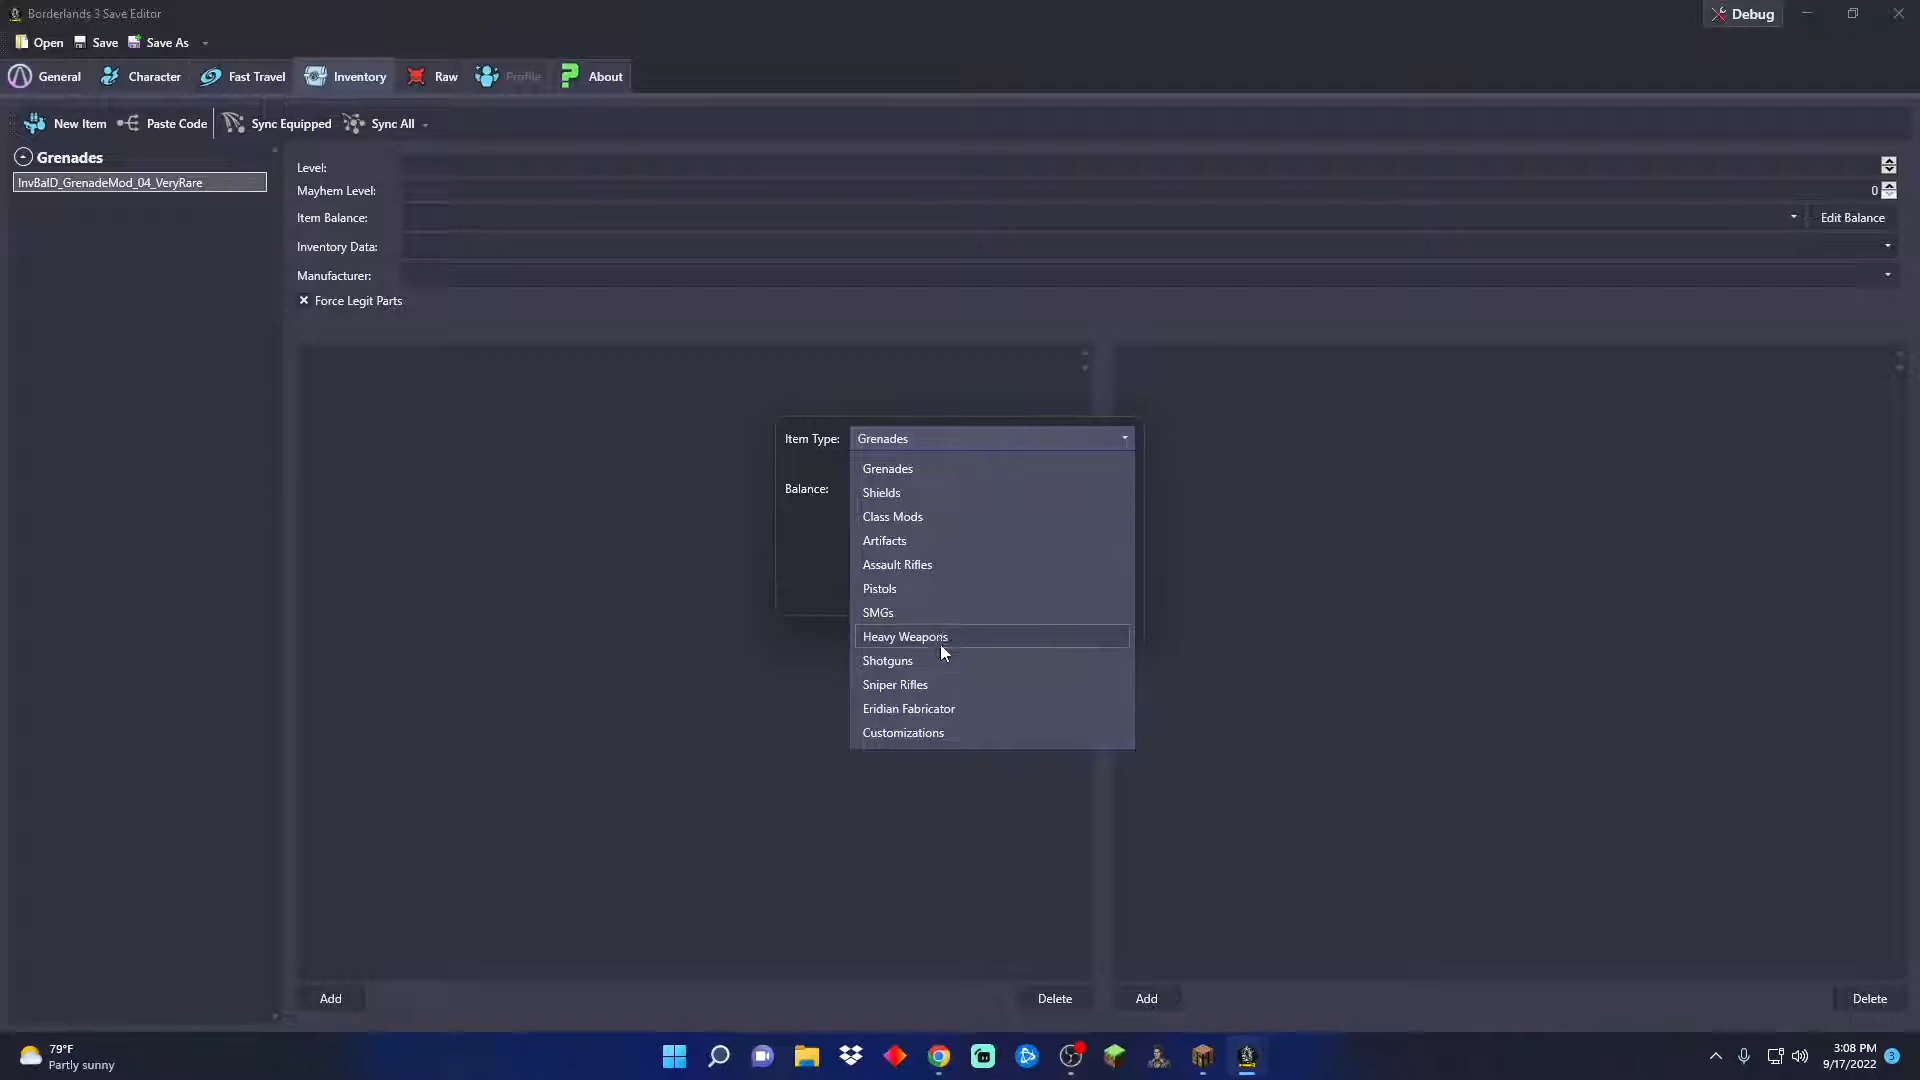 Borderlands 3 Save Editor
Debug
Open Save Save As
General Character Fast Travel Inventory Raw Profile About
New Item Paste Code Sync Equipped Sync All
Grenades
InvBalD_GrenadeMod_04_VeryRare
Level:
Mayhem Level: 0
Item Balance: Edit Balance
Inventory Data:
Manufacturer:
Force Legit Parts
Item Type: Grenades
Balance:
Grenades
Shields
Class Mods
Artifacts
Assault Rifles
Pistols
SMGs
Heavy Weapons
Shotguns
Sniper Rifles
Eridian Fabricator
Customizations
Add Delete Add Delete
79°F
Partly sunny
3:08 PM
9/17/2022
3